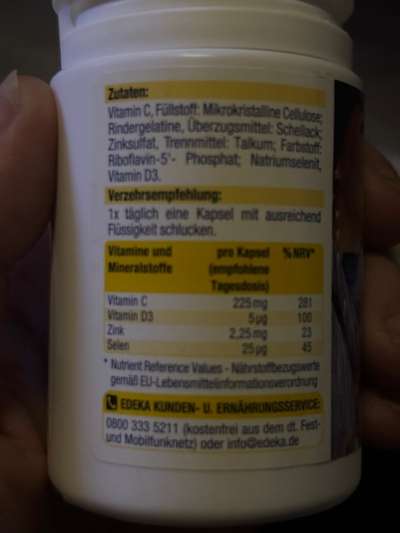 Zutaten:
Vitamin C, Füllstoff: Mikrokristalline Cellulose;
Rindergelatine, Überzugsmittel: Schellack;
Zinksulfat, Trennmittel: Talkum; Farbstoff:
Riboflavin-5'- Phosphat; Natriumselenit,
Vitamin D3.
Verzehrsempfehlung:
1x täglich eine Kapsel mit ausreichend
Flüssigkeit schlucken.
Vitamine und pro Kapsel % NRV*
Mineralstoffe (empfohlene
Tagesdosis)
Vitamin C 225 mg 281
Vitamin D3 5 µg 100
Zink 2,25 mg 23
Selen 25 µg 45
* Nutrient Reference Values - Nährstoffbezugswerte
gemäß EU-Lebensmittelinformationsverordnung
EDEKA KUNDEN- U. ERNÄHRUNGSSERVICE:
0800 333 5211 (kostenfrei aus dem dt. Fest-
und Mobilfunknetz) oder info@edeka.de